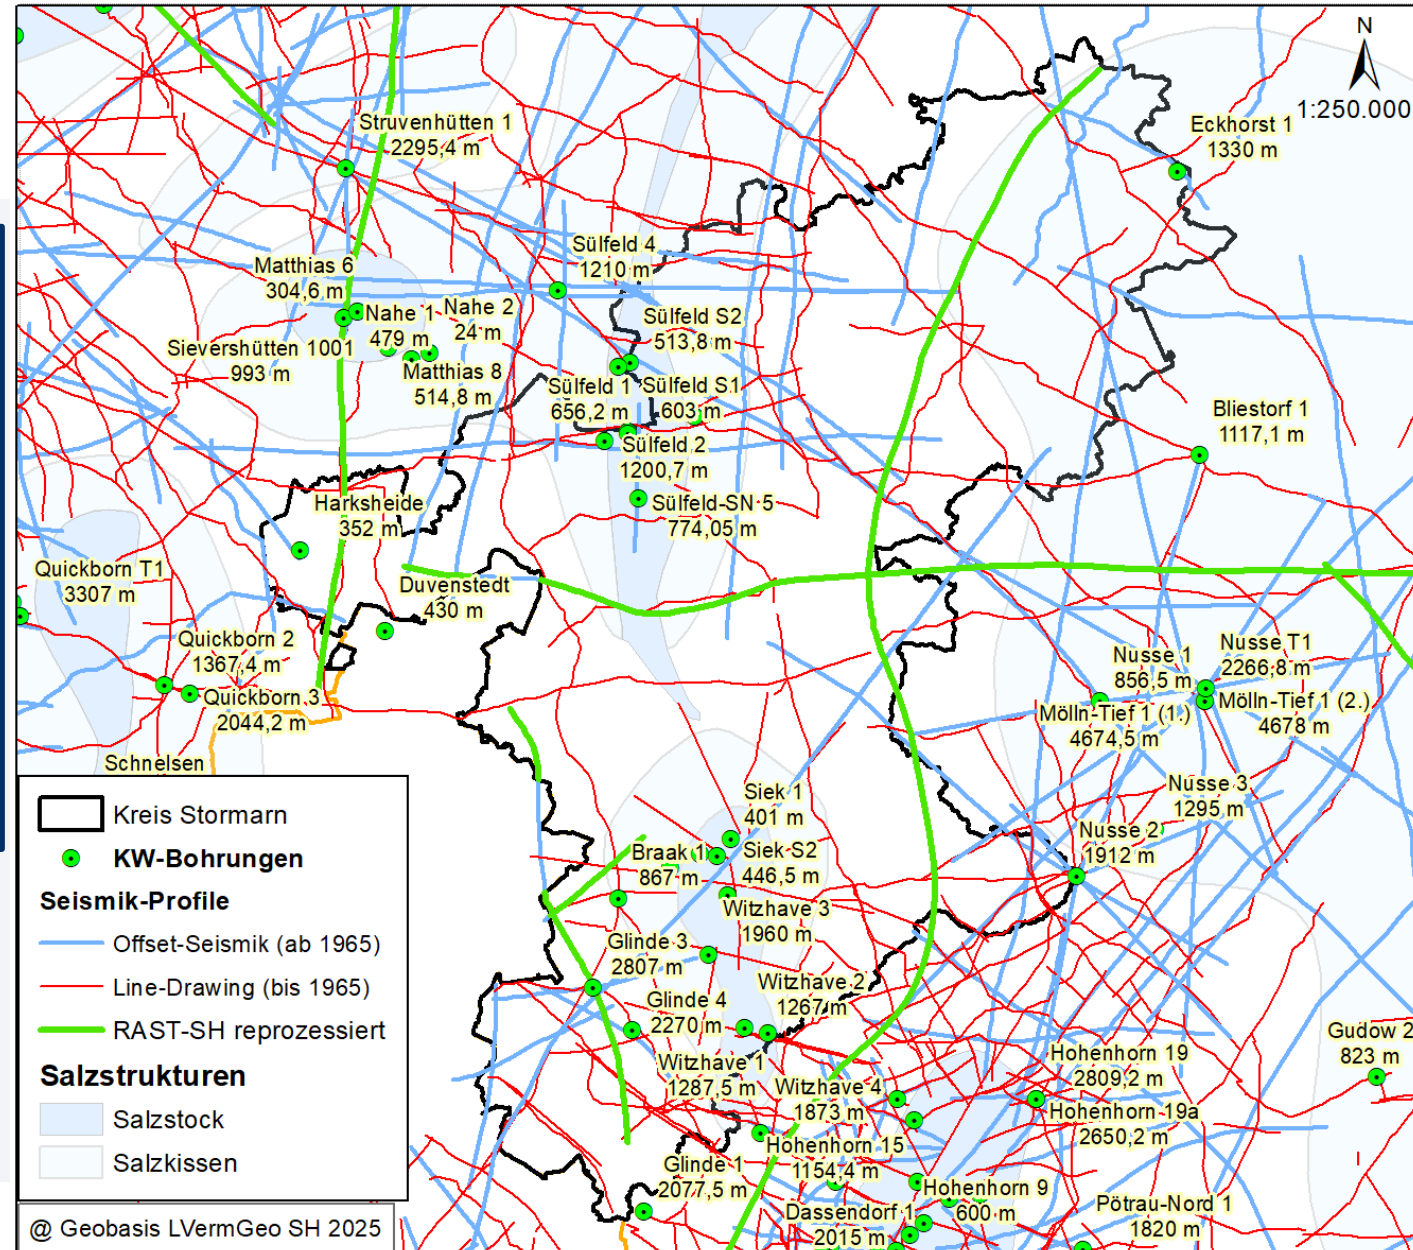 N
1:250.000
Struvenhütten 1
2295,4 m
Eckhorst 1
1330 m
Sülfeld 4
1210 m
Matthias 6
304,6 m
Nahe 1
479 m
Nahe 2
24 m
Sülfeld S2
513,8 m
Sievershütten 1001
993 m
Matthias 8
514,8 m
Sülfeld 1
656,2 m
Sülfeld S1
603 m
Bliestorf 1
1117,1 m
Sülfeld 2
1200,7 m
Harksheide
352 m
Sülfeld-SN 5
774,05 m
Quickborn T1
3307 m
Duvenstedt
430 m
Quickborn 2
1367,4 m
Quickborn 3
2044,2 m
Nusse 1
856,5 m
Nusse T1
2266,8 m
Mölln-Tief 1 (1.)
4674,5 m
Mölln-Tief 1 (2.)
4678 m
Schnelsen
Siek 1
401 m
Nusse 3
1295 m
Nusse 2
1912 m
Braak 1
867 m
Siek S2
446,5 m
Witzhave 3
1960 m
Glinde 3
2807 m
Witzhave 2
1267 m
Glinde 4
2270 m
Gudow 2
823 m
Witzhave 1
1287,5 m
Witzhave 4
1873 m
Hohenhorn 19
2809,2 m
Hohenhorn 19a
2650,2 m
Hohenhorn 15
1154,4 m
Glinde 1
2077,5 m
Hohenhorn 9
600 m
Dassendorf 1
2015 m
Pötrau-Nord 1
1820 m
Kreis Stormarn
KW-Bohrungen
Seismik-Profile
Offset-Seismik (ab 1965)
Line-Drawing (bis 1965)
RAST-SH reprozessiert
Salzstrukturen
Salzstock
Salzkissen
@ Geobasis LVermGeo SH 2025